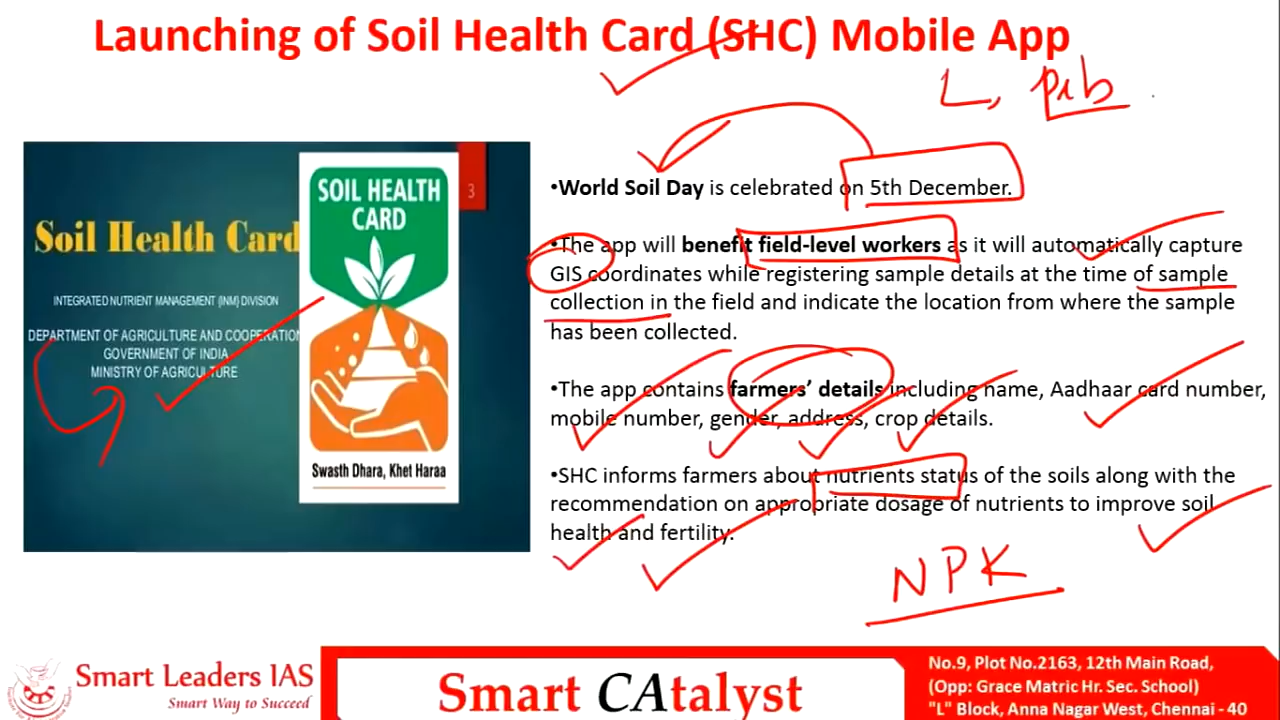 Launching of Soil Health Card (SHC) Mobile App
L, pib
3
Soil Health Card
INTEGRATED NUTRIENT MANAGEMENT (INM) DIVISION
DEPARTMENT OF AGRICULTURE AND COOPERATION
GOVERNMENT OF INDIA
MINISTRY OF AGRICULTURE
SOIL HEALTH
CARD
Swasth Dhara, Khet Haraa
•World Soil Day is celebrated on 5th December.
•The app will benefit field-level workers as it will automatically capture
GIS coordinates while registering sample details at the time of sample
collection in the field and indicate the location from where the sample
has been collected.
•The app contains farmers' details including name, Aadhaar card number,
mobile number, gender, address, crop details.
•SHC informs farmers about nutrients status of the soils along with the
recommendation on appropriate dosage of nutrients to improve soil
health and fertility.
NPK
Smart Leaders IAS
Smart Way to Succeed
Smart CAtalyst
No.9, Plot No.2163, 12th Main Road,
(Opp: Grace Matric Hr. Sec. School)
"L" Block, Anna Nagar West, Chennai - 40